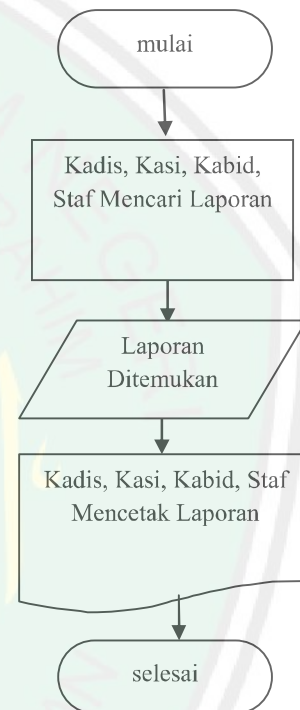 mulai
Kadis, Kasi, Kabid,
Staf Mencari Laporan
Laporan
Ditemukan
Kadis, Kasi, Kabid, Staf
Mencetak Laporan
selesai